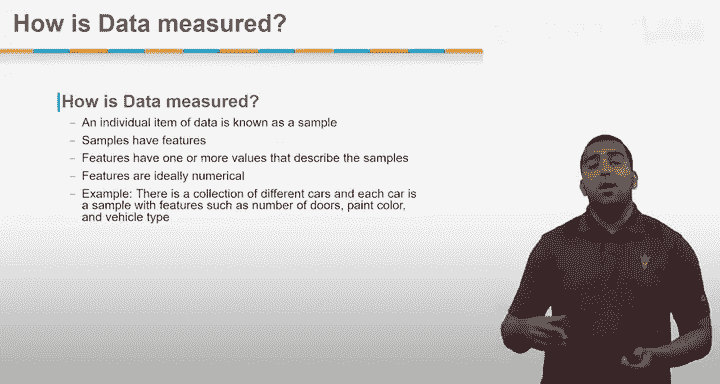 How is Data measured?
How is Data measured?
– An individual item of data is known as a sample
– Samples have features
– Features have one or more values that describe the samples
– Features are ideally numerical
– Example: There is a collection of different cars and each car is
a sample with features such as number of doors, paint color,
and vehicle type